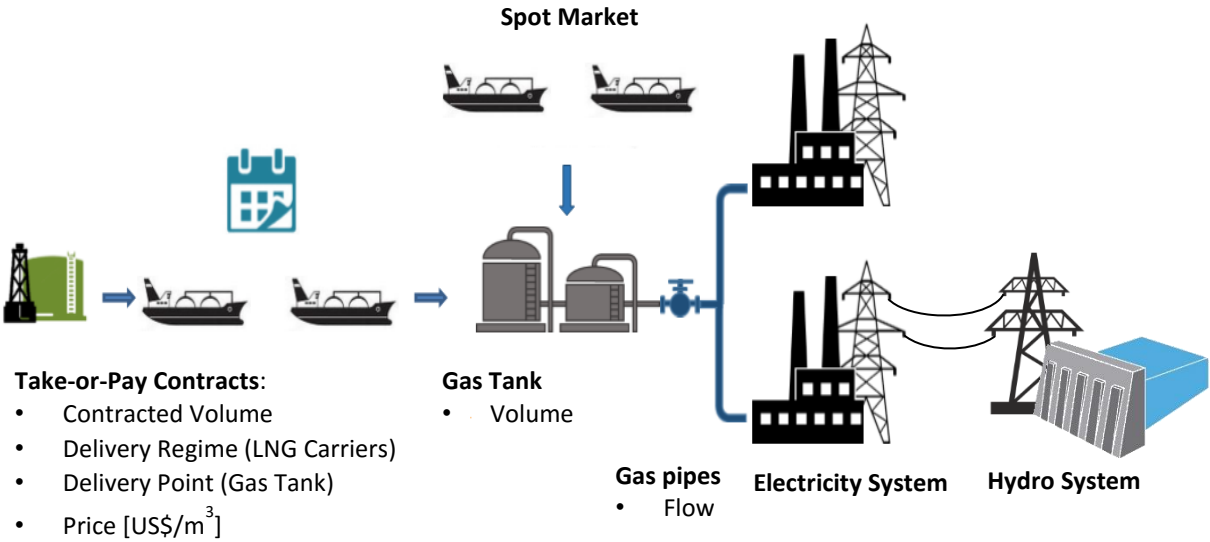 Spot Market
Take-or-Pay Contracts:
• Contracted Volume
• Delivery Regime (LNG Carriers)
• Delivery Point (Gas Tank)
• Price [US$/m³]
Gas Tank
• Volume
Gas pipes
• Flow
Electricity System
Hydro System